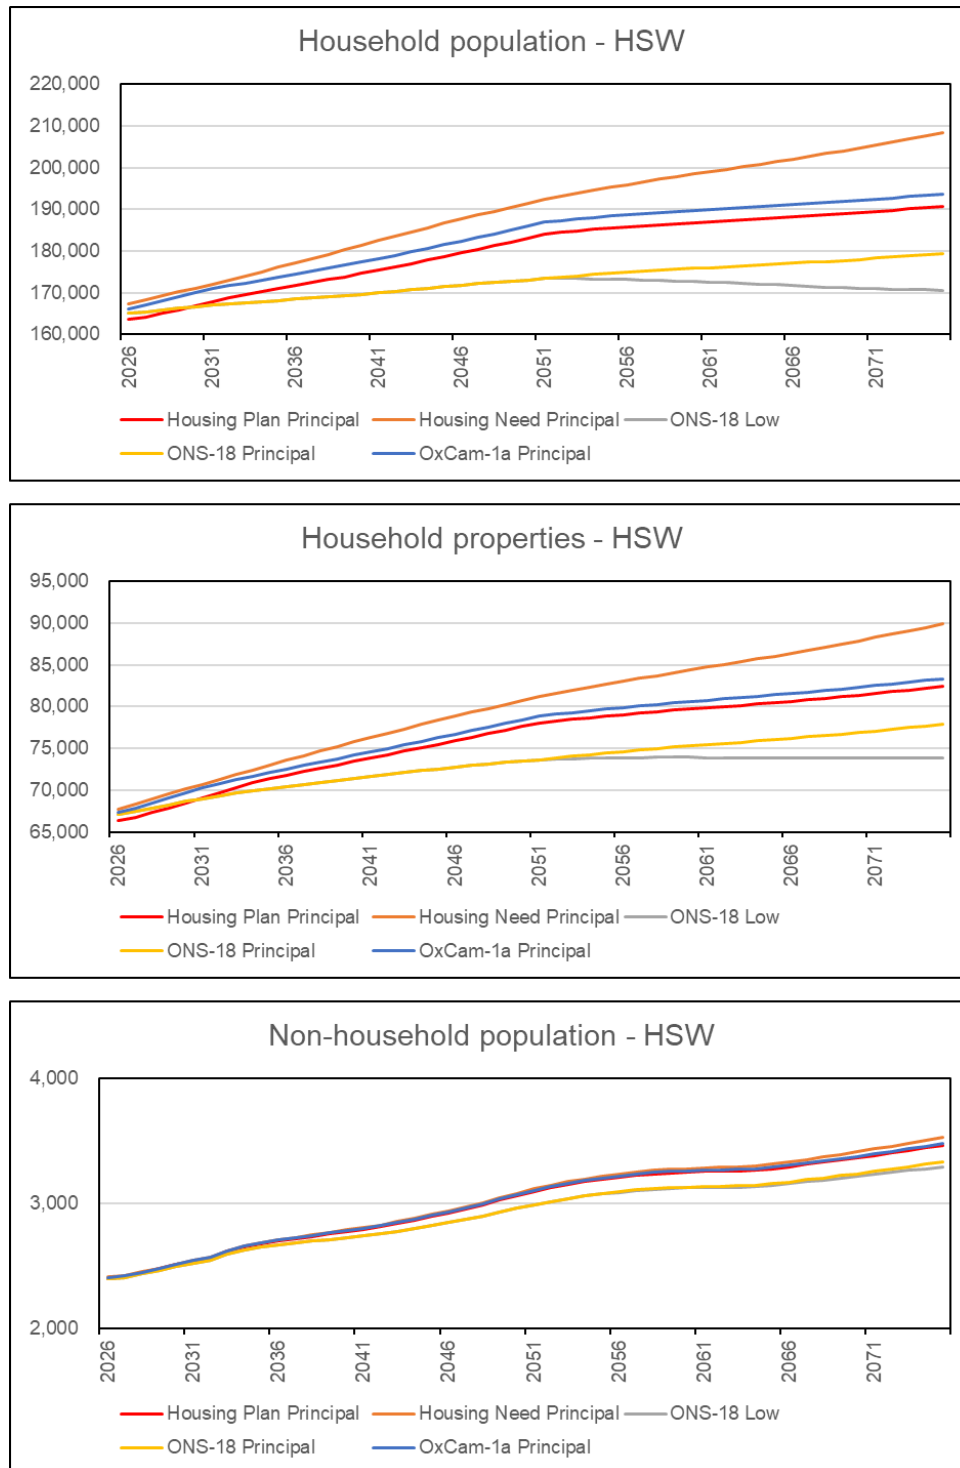 Household population - HSW
220,000
210,000
200,000
190,000
180,000
170,000
160,000
2026 2031 2036 2041 2046 2051 2056 2061 2066 2071
Housing Plan Principal Housing Need Principal ONS-18 Low
ONS-18 Principal OxCam-1a Principal
Household properties - HSW
95,000
90,000
85,000
80,000
75,000
70,000
65,000
2026 2031 2036 2041 2046 2051 2056 2061 2066 2071
Housing Plan Principal Housing Need Principal ONS-18 Low
ONS-18 Principal OxCam-1a Principal
Non-household population - HSW
4,000
3,000
2,000
2026 2031 2036 2041 2046 2051 2056 2061 2066 2071
Housing Plan Principal Housing Need Principal ONS-18 Low
ONS-18 Principal OxCam-1a Principal